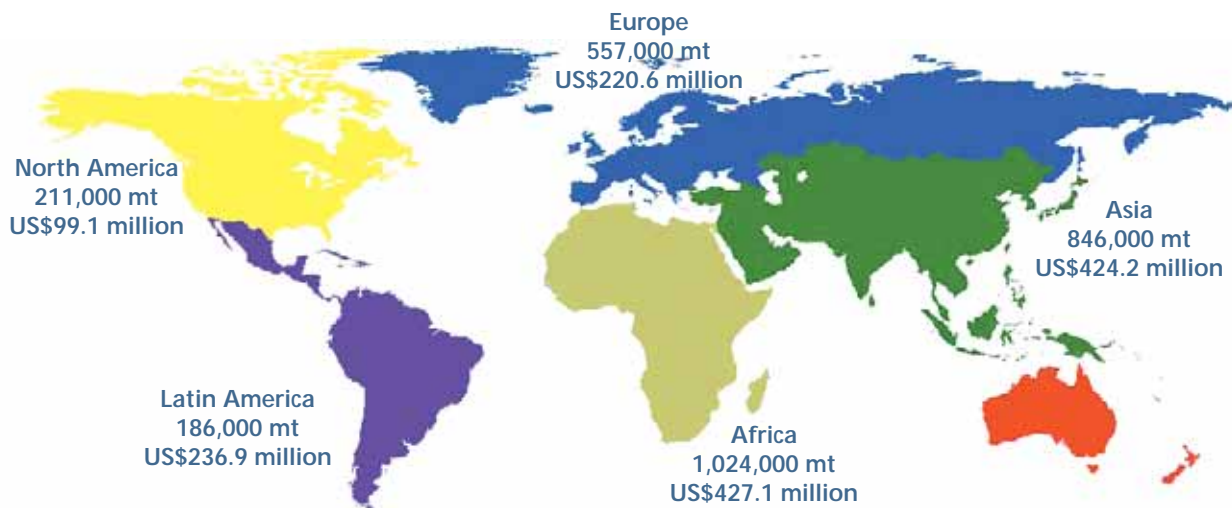 Europe
557,000 mt
US$220.6 million
North America
211,000 mt
US$99.1 million
Asia
846,000 mt
US$424.2 million
Latin America
186,000 mt
US$236.9 million
Africa
1,024,000 mt
US$427.1 million